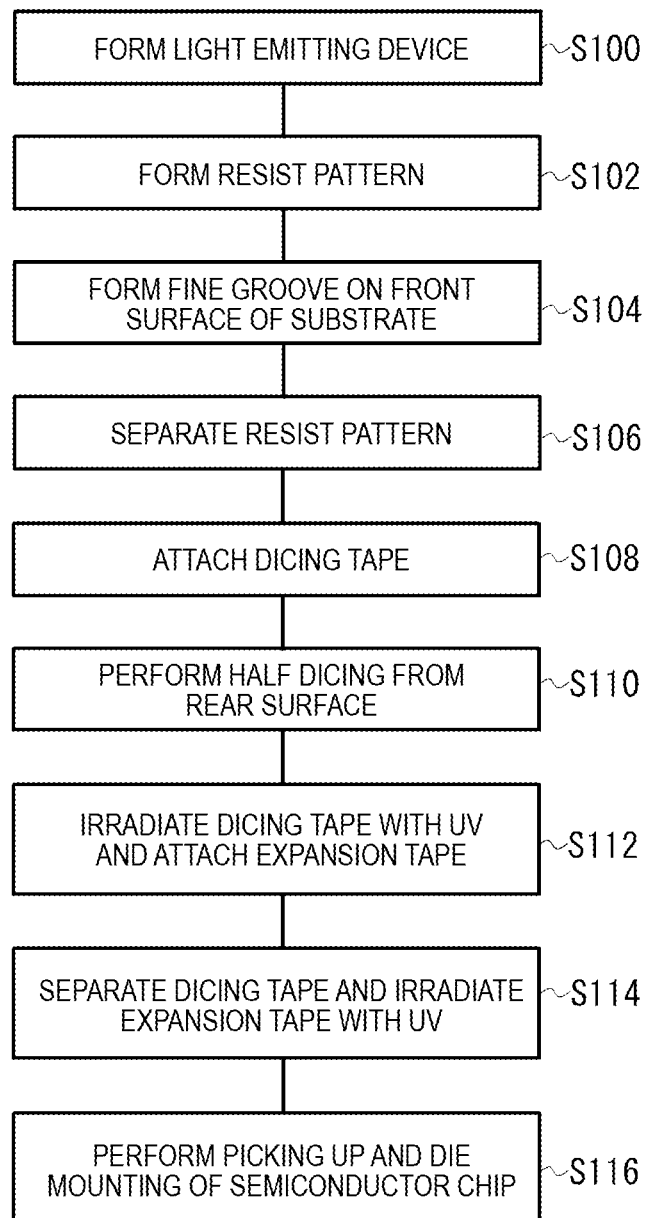 FORM LIGHT EMITTING DEVICE
S100
FORM RESIST PATTERN
S102
FORM FINE GROOVE ON FRONT
SURFACE OF SUBSTRATE
S104
SEPARATE RESIST PATTERN
S106
ATTACH DICING TAPE
S108
PERFORM HALF DICING FROM
REAR SURFACE
S110
IRRADIATE DICING TAPE WITH UV
AND ATTACH EXPANSION TAPE
S112
SEPARATE DICING TAPE AND IRRADIATE
EXPANSION TAPE WITH UV
S114
PERFORM PICKING UP AND DIE
MOUNTING OF SEMICONDUCTOR CHIP
S116